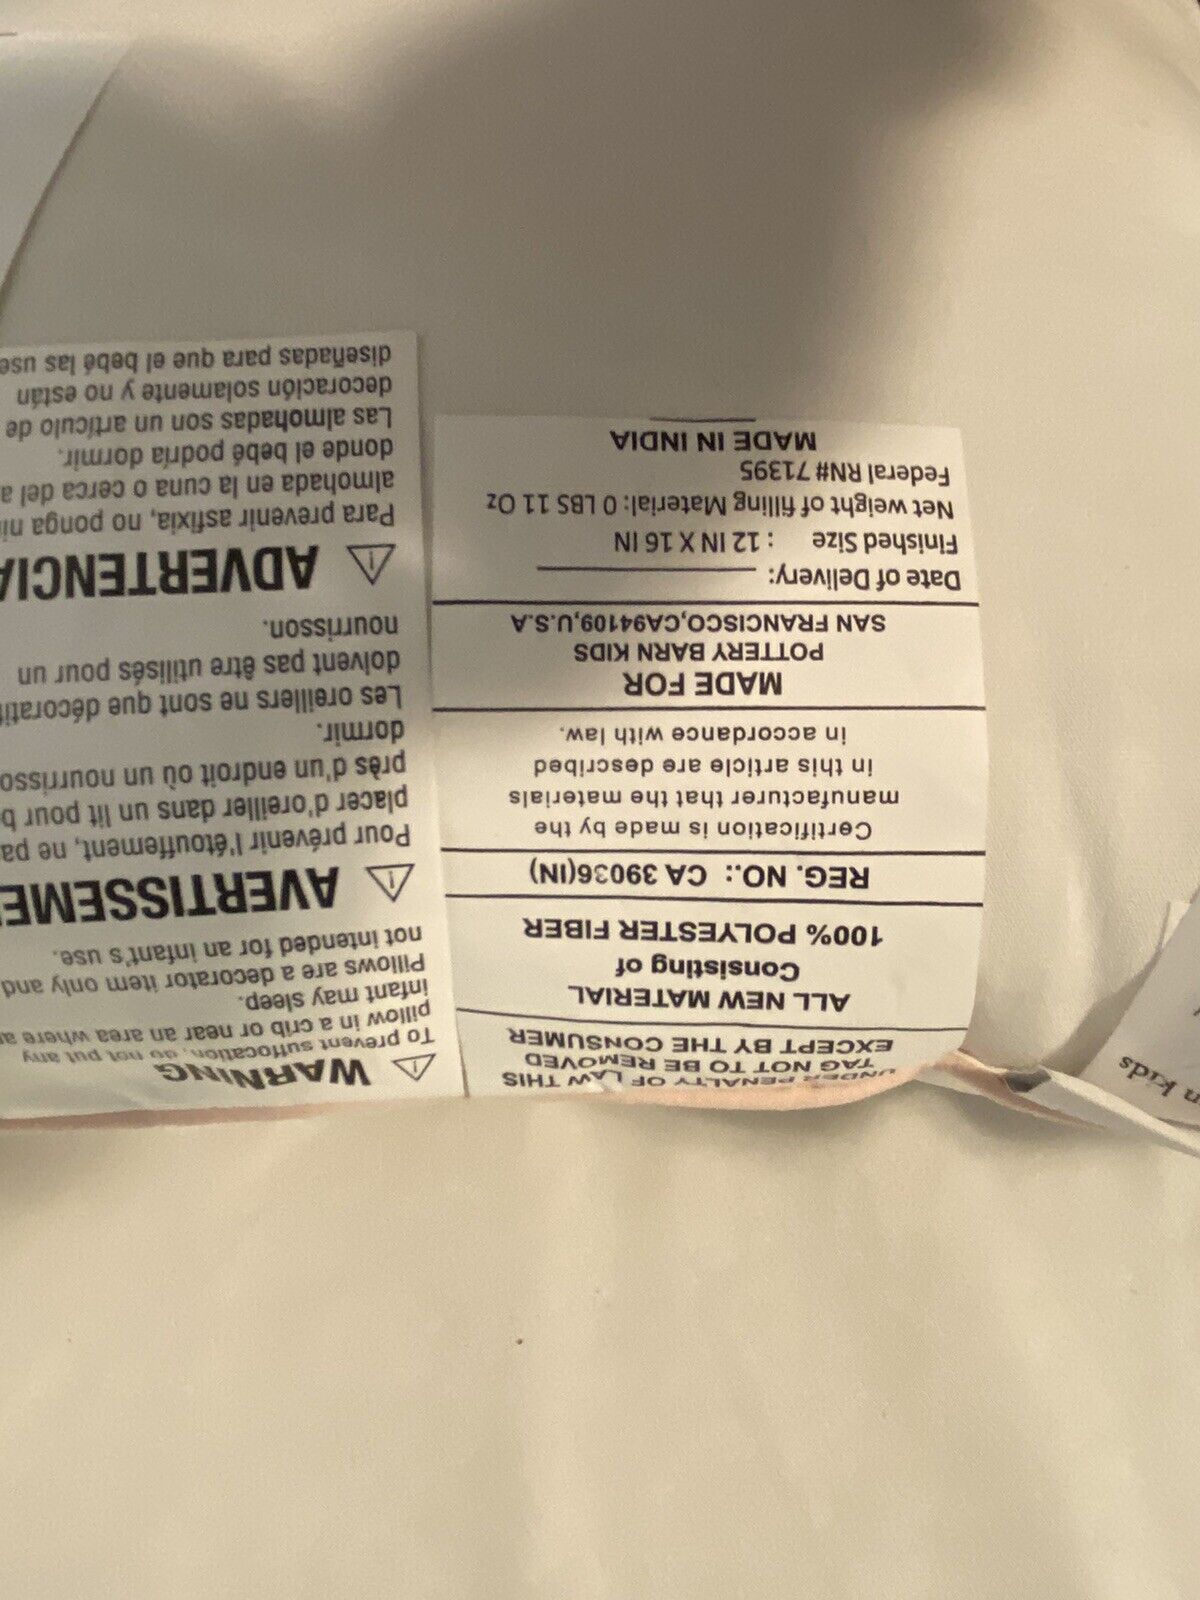 UNDER PENALTY OF LAW THIS
TAG NOT TO BE REMOVED
EXCEPT BY THE CONSUMER
ALL NEW MATERIAL
Consisting of
100% POLYESTER FIBER
REG. NO.: CA 39036(IN)
Certification is made by the
manufacturer that the materials
in this article are described
in accordance with law.
MADE FOR
POTTERY BARN KIDS
SAN FRANCISCO,CA94109,U.S.A
Date of Delivery:
Finished Size : 12 IN X 16 IN
Net weight of filling Material: 0 LBS 11 Oz
Federal RN# 71395
MADE IN INDIA
WARNING
To prevent suffocation, do not put any
pillow in a crib or near an area where
infant may sleep.
Pillows are a decorator item only and
not intended for an infant's use.
AVERTISSEME
Pour prévenir l'étouffement, ne pa
placer d'oreiller dans un lit pour b
près d'un endroit où un nourrisso
dormir.
Les oreillers ne sont que décoratif
doivent pas être utilisés pour un
nourrisson.
ADVERTENCIA
Para prevenir asfixia, no ponga ni
almohada en la cuna o cerca del a
donde el bebé podría dormir.
Las almohadas son un artículo de
decoración solamente y no están
diseñadas para que el bebé las use
n kids